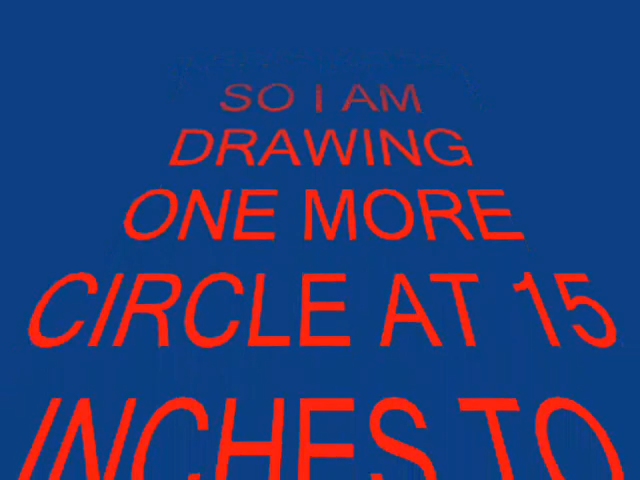 SO I AM
DRAWING
ONE MORE
CIRCLE AT 15
INCHES TO